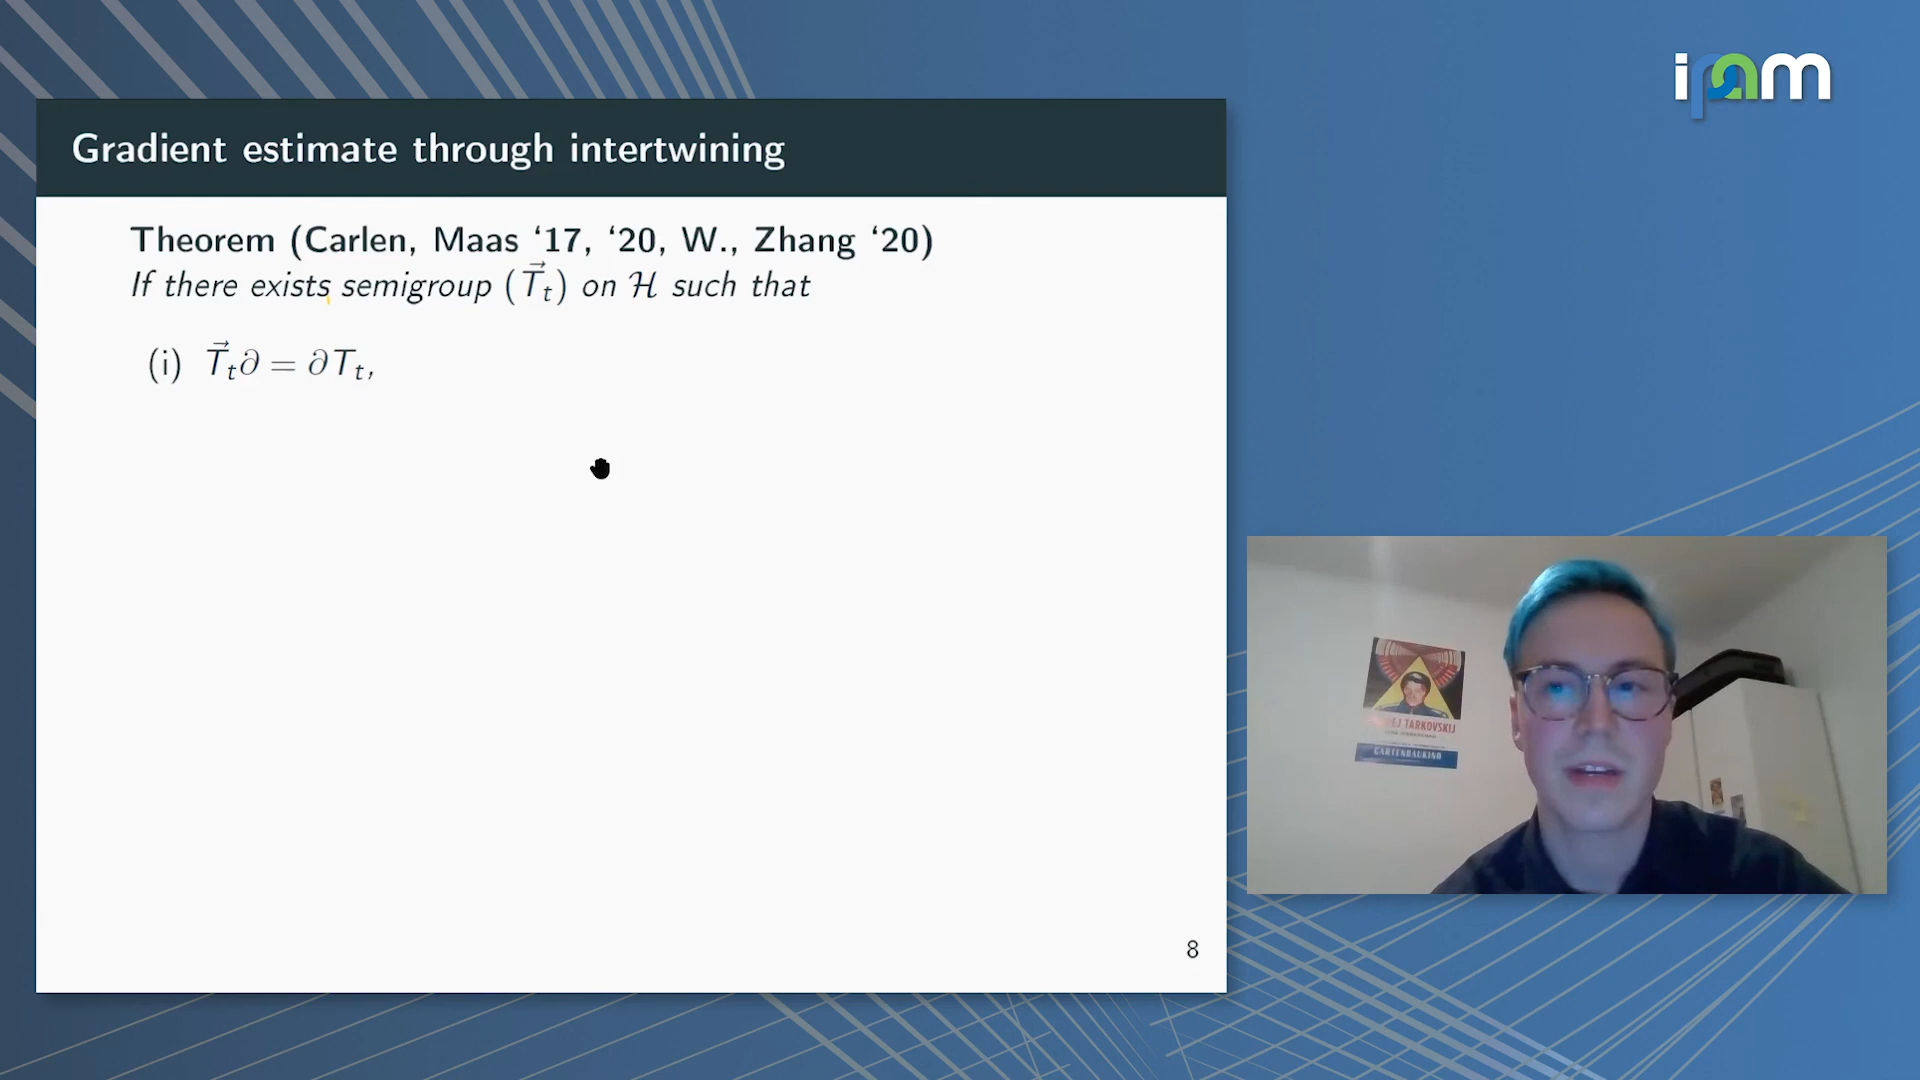 ipam
Gradient estimate through intertwining
Theorem (Carlen, Maas ‘17, ‘20, W., Zhang ‘20)
If there exists semigroup (T⃗ₜ) on ℋ such that
(i) T⃗ₜ∂ = ∂Tₜ,
8
EJ TARKOVSKIJ
GARTENBAUKINO